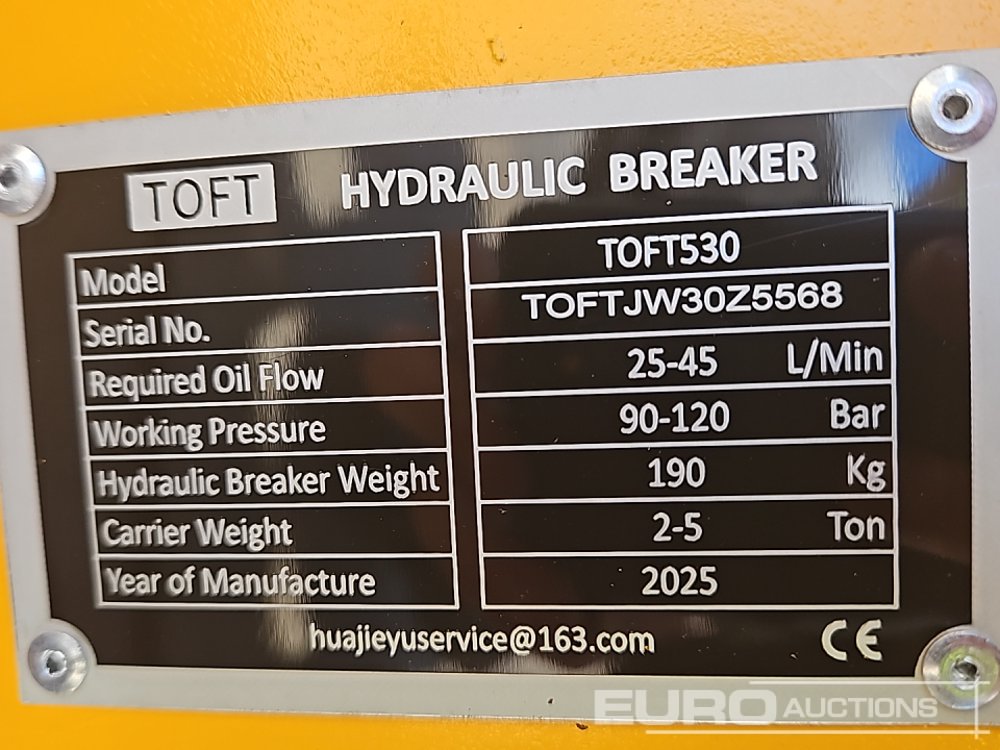 TOFT HYDRAULIC BREAKER
Model TOFT530
Serial No. TOFTJW30Z5568
Required Oil Flow 25-45 L/Min
Working Pressure 90-120 Bar
Hydraulic Breaker Weight 190 Kg
Carrier Weight 2-5 Ton
Year of Manufacture 2025
huajieyuservice@163.com CE
EURO AUCTIONS